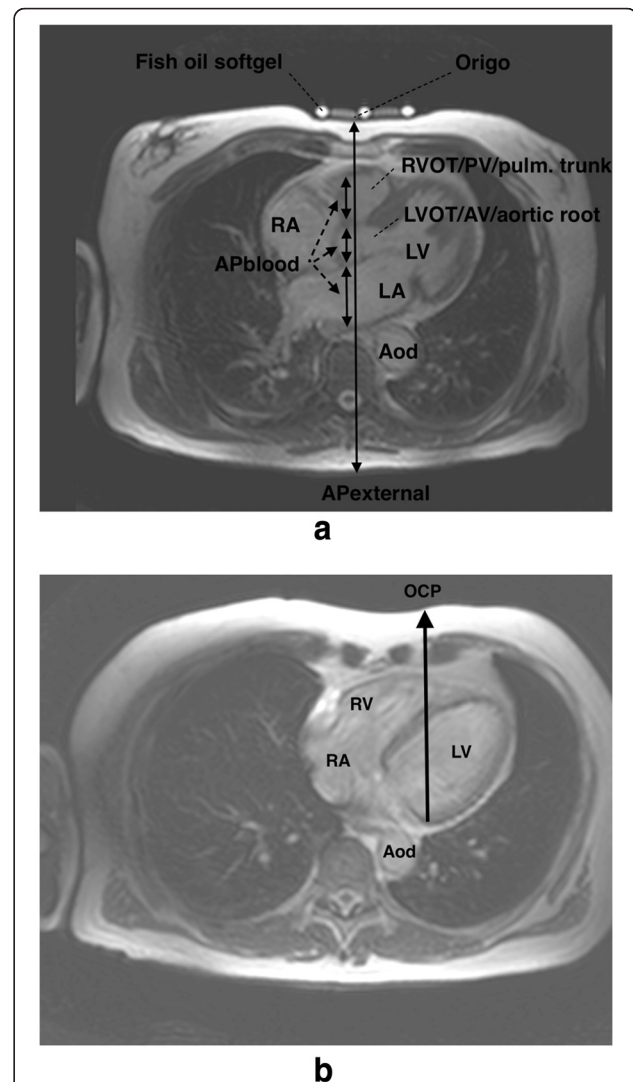 Fish oil softgel Origo
RVOT/PV/pulm. trunk
LVOT/AV/aortic root
RA
LV
APblood
LA
Aod
APexternal
a
OCP
RV
LV
RA
Aod
b